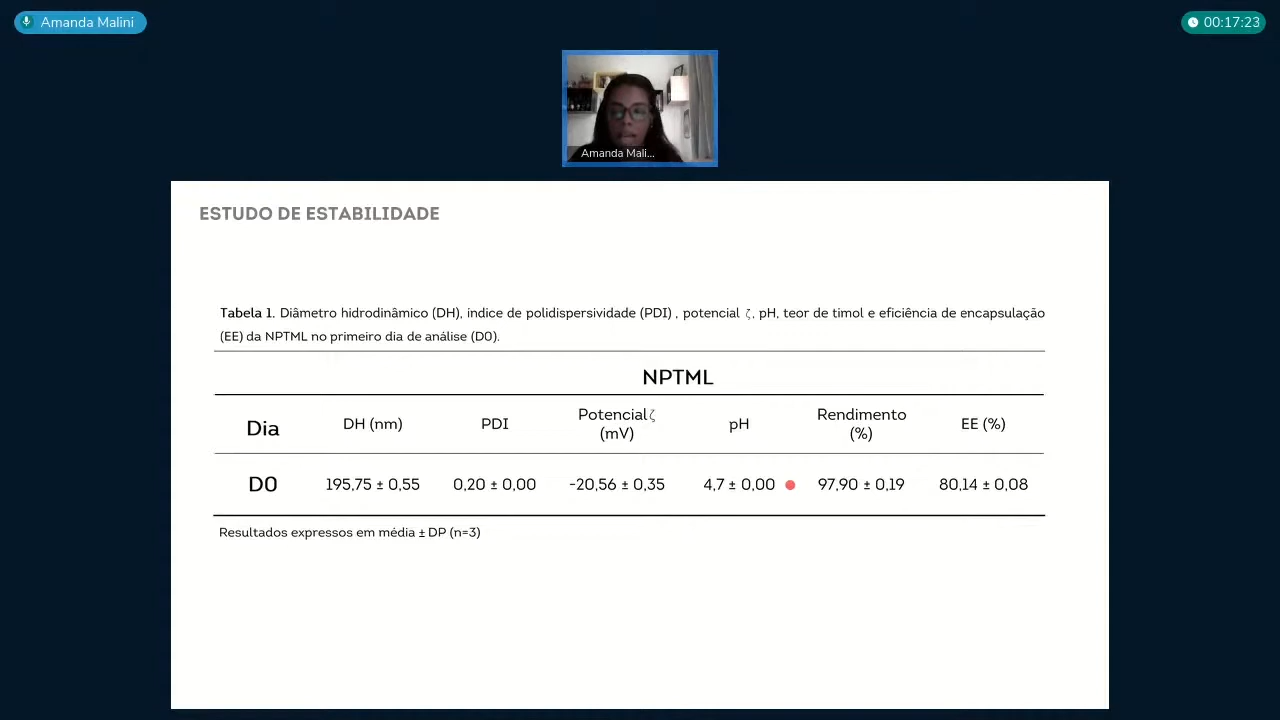 Amanda Malini
00:17:23
Amanda Mali...
ESTUDO DE ESTABILIDADE
Tabela 1. Diâmetro hidrodinâmico (DH), índice de polidispersividade (PDI) , potencial ζ, pH, teor de timol e eficiência de encapsulação
(EE) da NPTML no primeiro dia de análise (D0).
NPTML
Dia DH (nm) PDI Potencial ζ (mV) pH Rendimento (%) EE (%)
D0 195,75 ± 0,55 0,20 ± 0,00 -20,56 ± 0,35 4,7 ± 0,00 97,90 ± 0,19 80,14 ± 0,08
Resultados expressos em média ± DP (n=3)